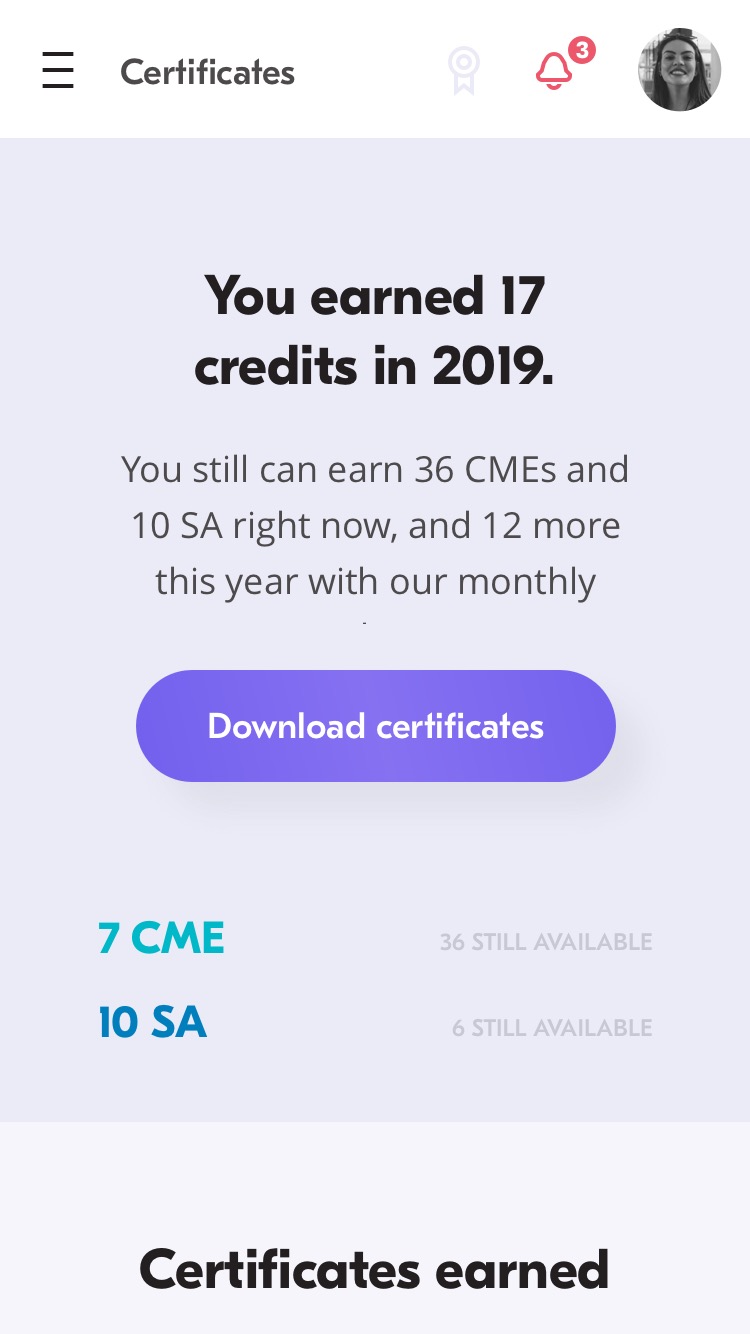 Certificates
3
You earned 17
credits in 2019.
You still can earn 36 CMEs and
10 SA right now, and 12 more
this year with our monthly
Download certificates
7 CME
36 STILL AVAILABLE
10 SA
6 STILL AVAILABLE
Certificates earned